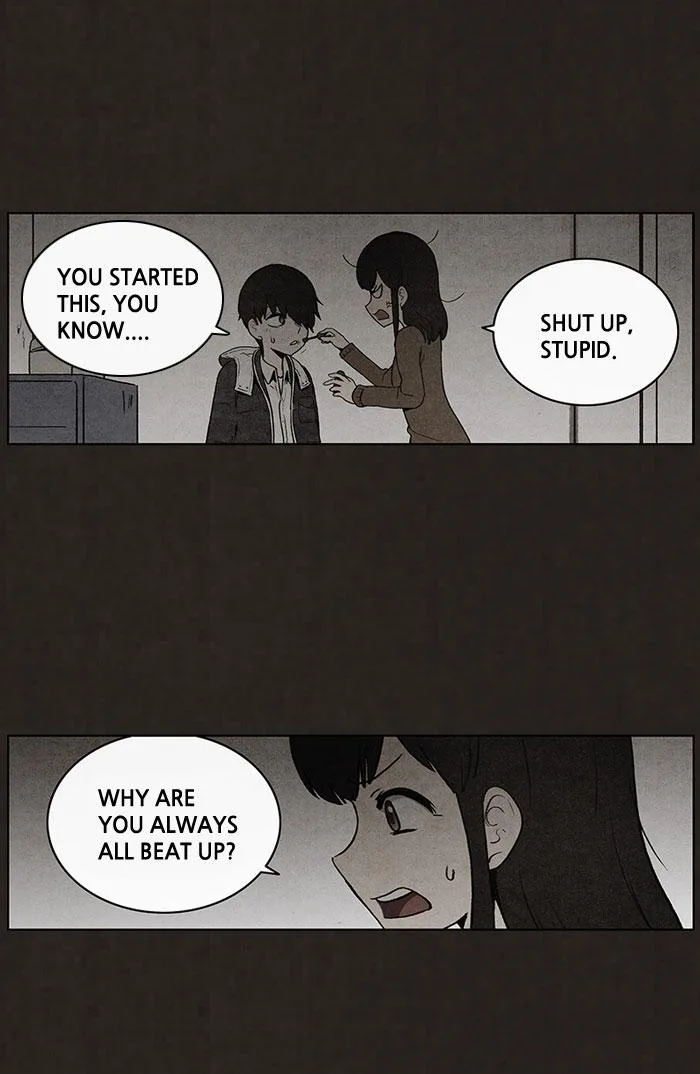 YOU STARTED
THIS, YOU
KNOW....
SHUT UP,
STUPID.
WHY ARE
YOU ALWAYS
ALL BEAT UP?